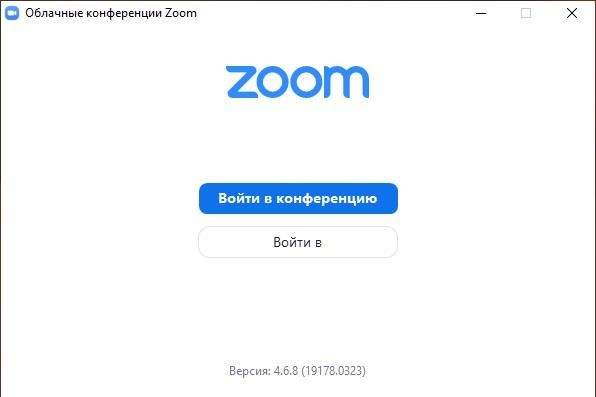 Облачные конференции Zoom
zoom
Войти в конференцию
Войти в
Версия: 4.6.8 (19178.0323)